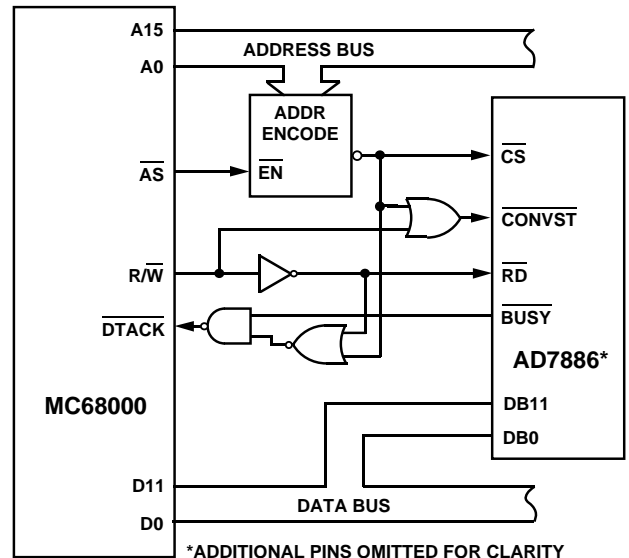 A15
ADDRESS BUS
A0
ADDR
ENCODE
EN
AS
CS
CONVST
R/W
RD
DTACK
BUSY
AD7886*
MC68000
DB11
DB0
D11
DATA BUS
D0
*ADDITIONAL PINS OMITTED FOR CLARITY